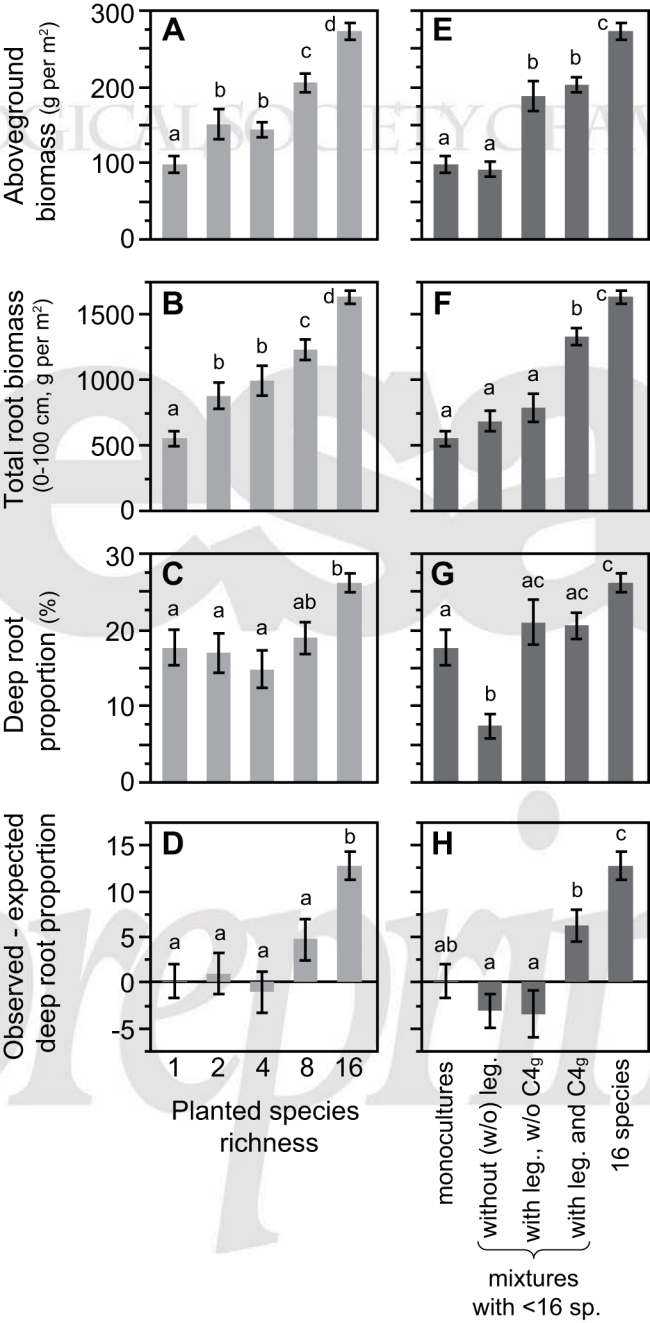 300
200
100
0
Aboveground
biomass (g per m²)
A
a
b
b
c
d
E
a
a
b
b
c
1500
1000
500
0
Total root biomass
(0-100 cm, g per m²)
B
a
b
b
c
d
F
a
a
a
b
c
30
20
10
0
Deep root
proportion (%)
C
a
a
a
ab
b
G
a
b
ac
ac
c
15
10
5
0
-5
Observed - expected
deep root proportion
D
a
a
a
a
b
H
ab
a
a
b
c
1 2 4 8 16
Planted species
richness
monocultures
without (w/o) leg.
with leg., w/o C4g
with leg. and C4g
16 species
mixtures
with <16 sp.
esa
preprin